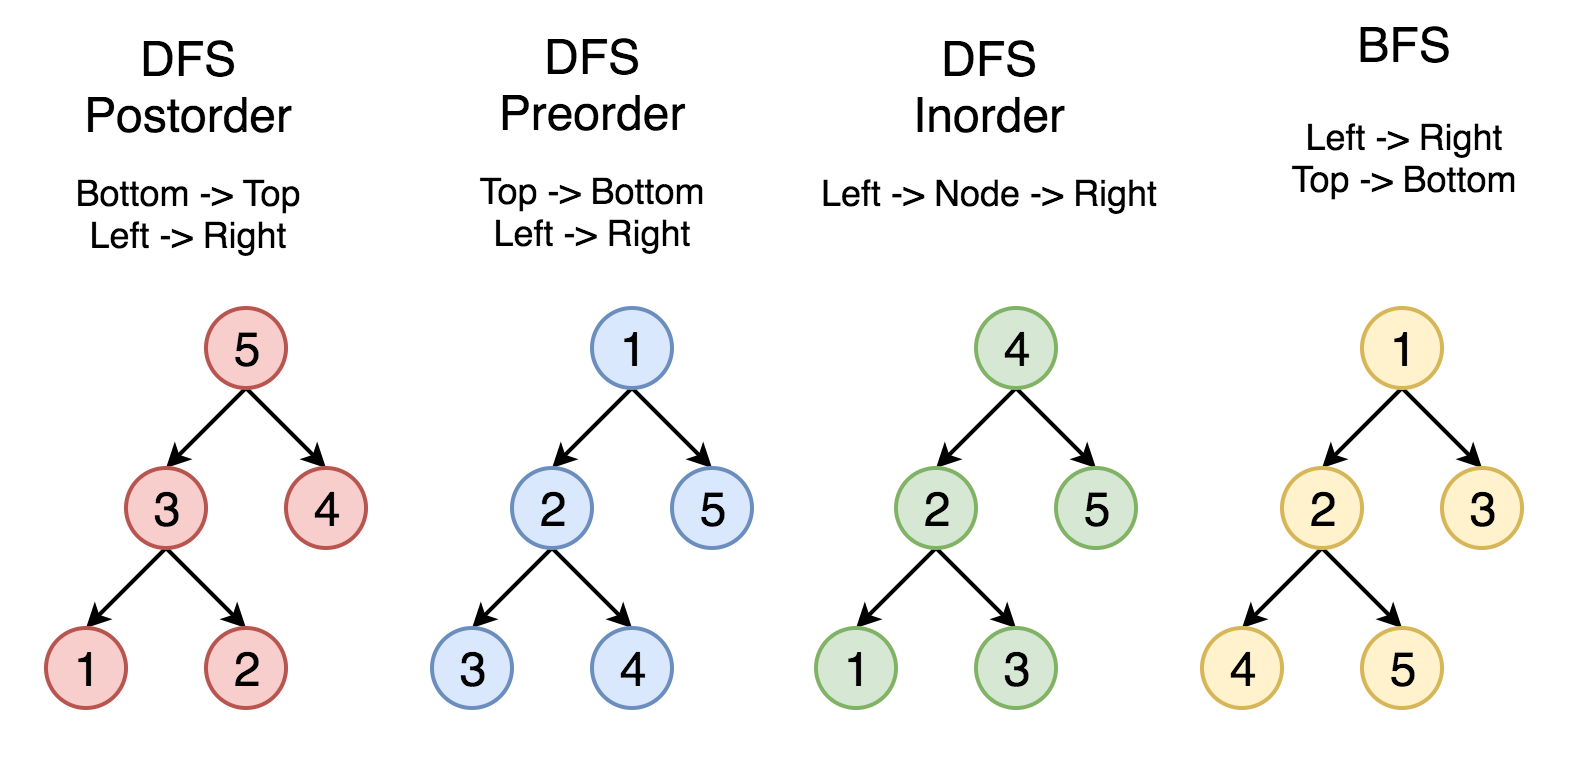 DFS
Postorder
Bottom -> Top
Left -> Right
5
3
4
1
2
DFS
Preorder
Top -> Bottom
Left -> Right
1
2
5
3
4
DFS
Inorder
Left -> Node -> Right
4
2
5
1
3
BFS
Left -> Right
Top -> Bottom
1
2
3
4
5